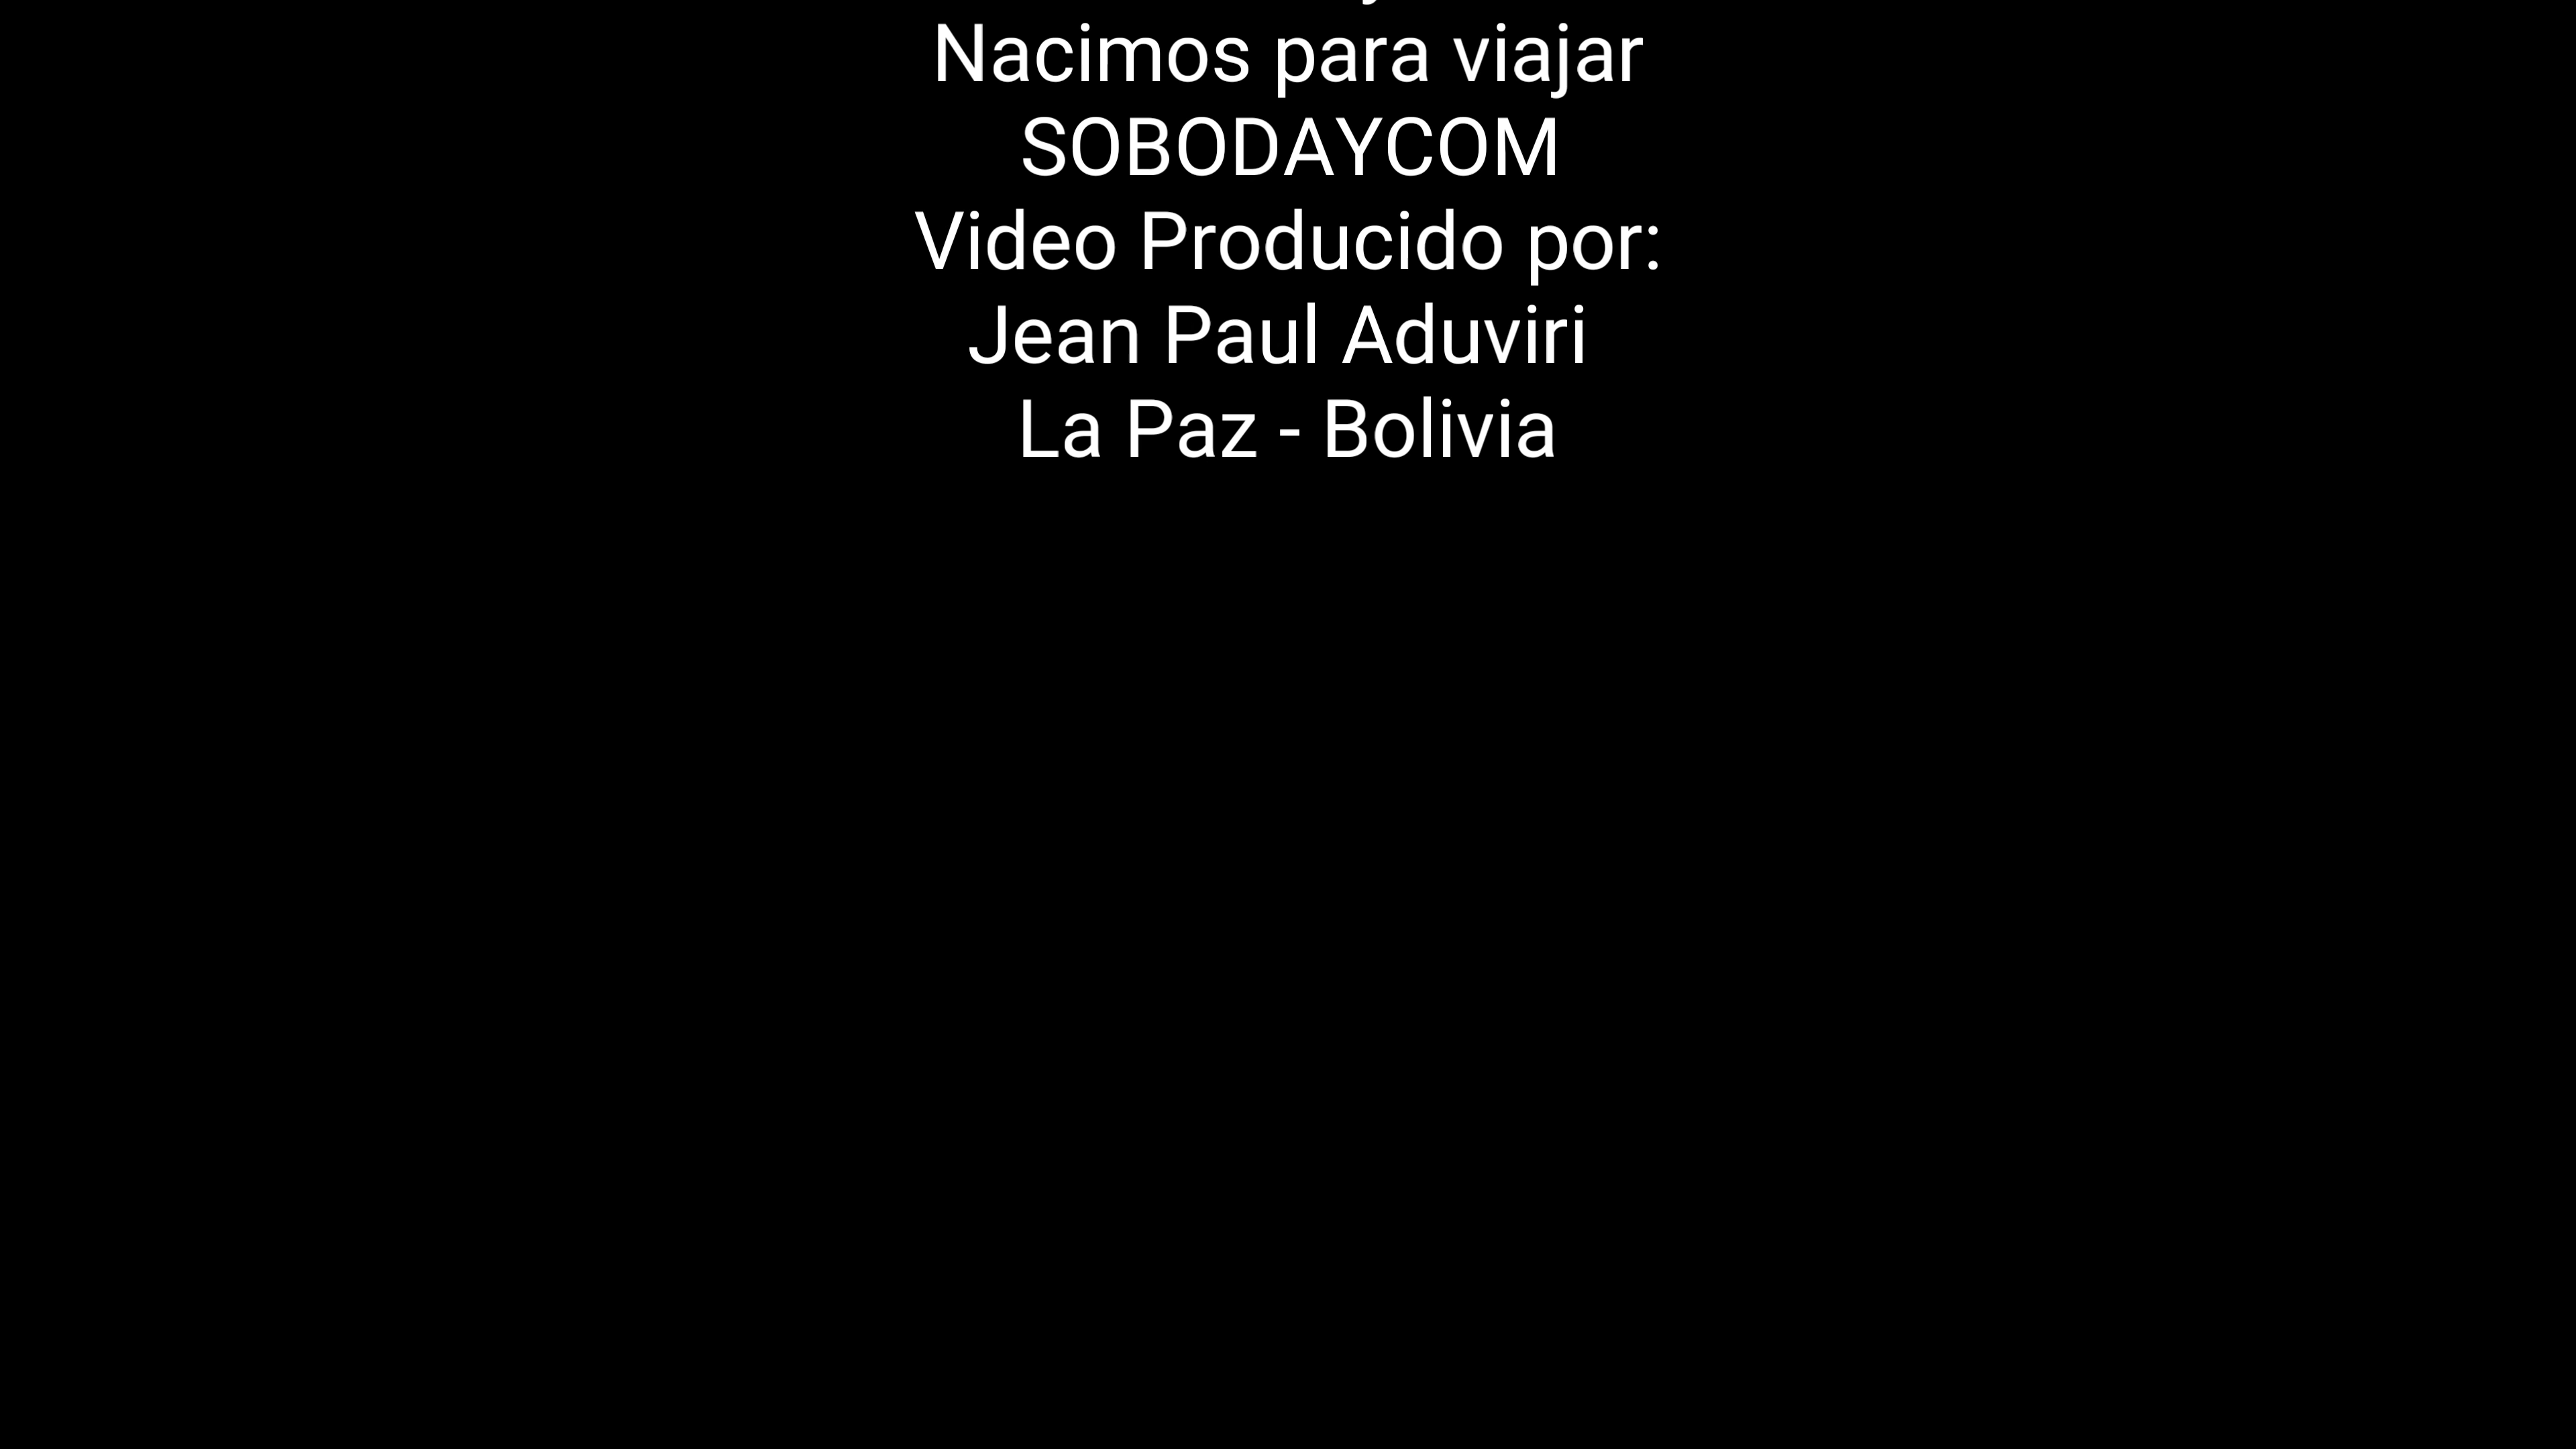 Nacimos para viajar
SOBODAYCOM
Video Producido por:
Jean Paul Aduviri
La Paz - Bolivia